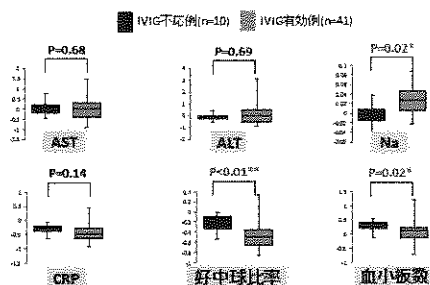 IVIG不応例(n=10) IVIG有効例(n=41)
P=0.68 P=0.69 P=0.02*
AST ALT Na
P=0.14 P<0.01** P=0.02*
CRP 好中球比率 血小板数